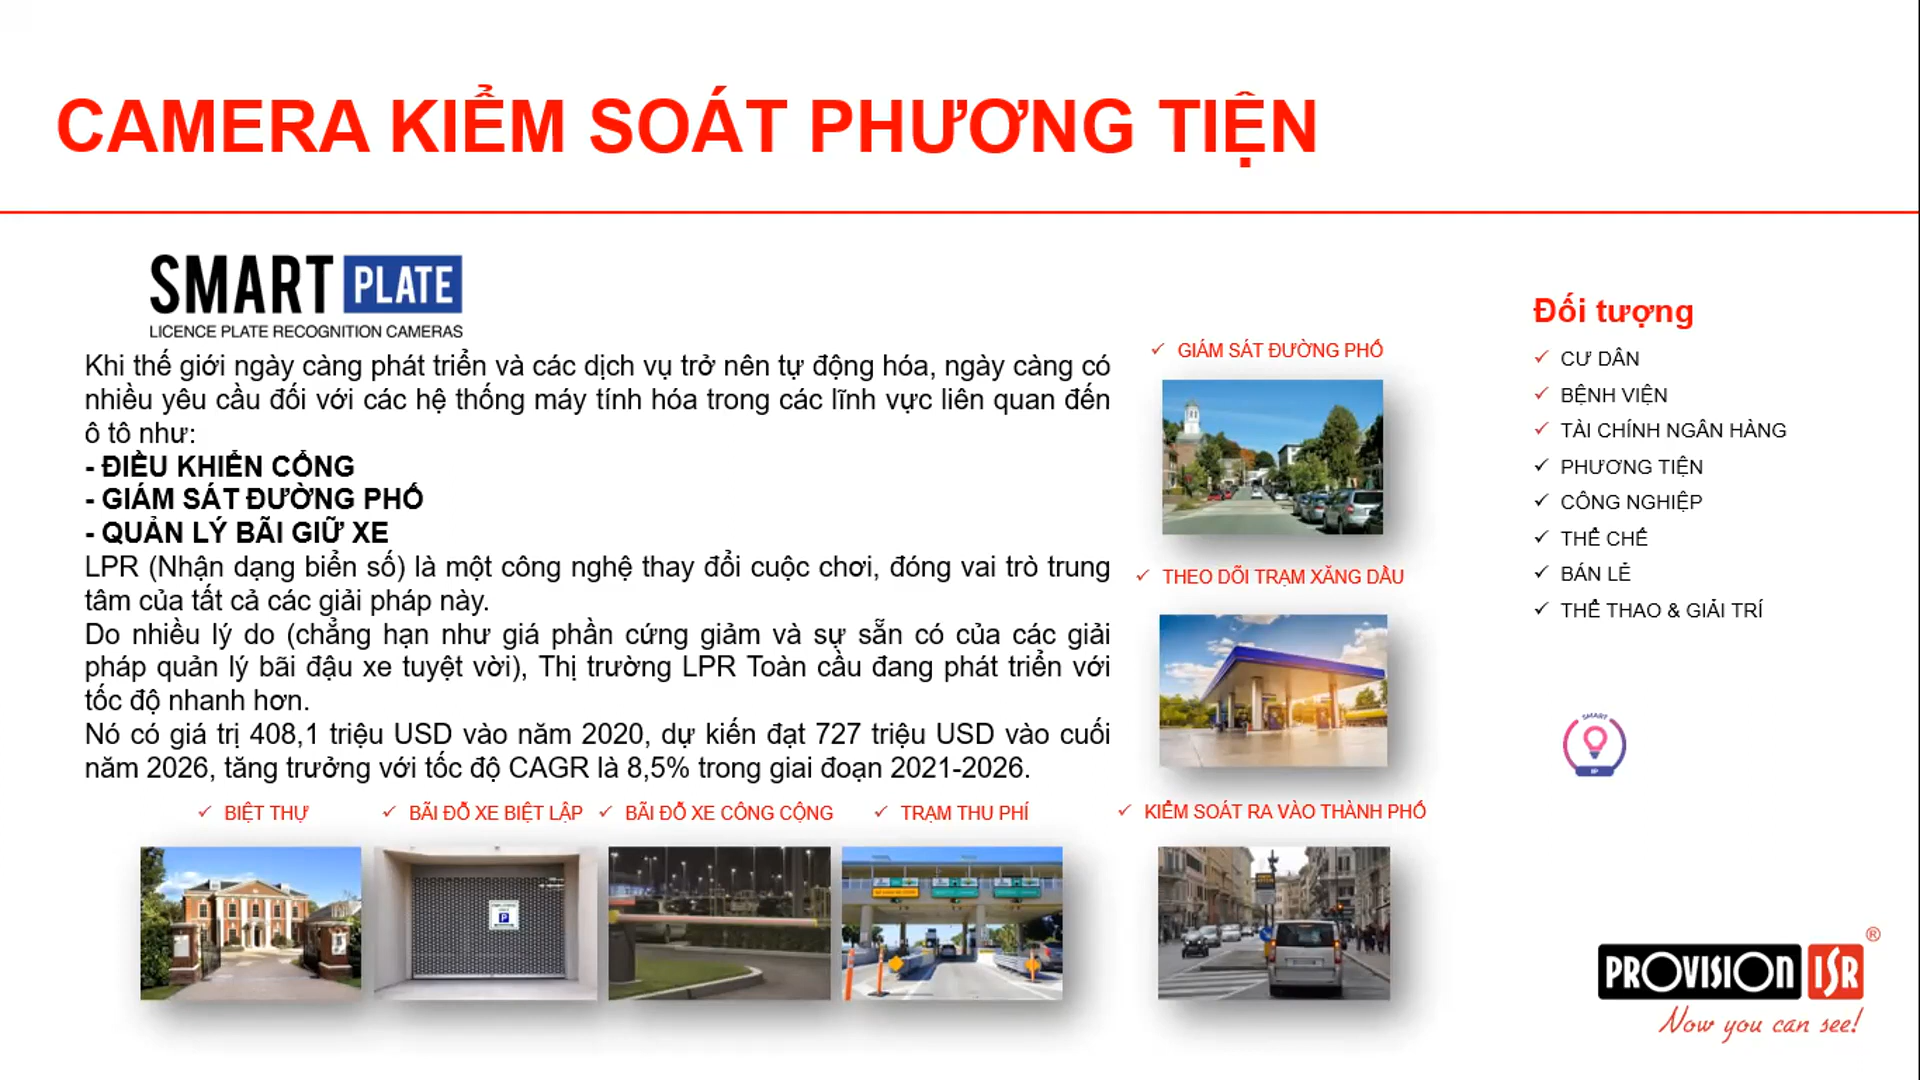 CAMERA KIỂM SOÁT PHƯƠNG TIỆN
SMART PLATE
LICENCE PLATE RECOGNITION CAMERAS
Khi thế giới ngày càng phát triển và các dịch vụ trở nên tự động hóa, ngày càng có
nhiều yêu cầu đối với các hệ thống máy tính hóa trong các lĩnh vực liên quan đến
ô tô như:
- ĐIỀU KHIỂN CỔNG
- GIÁM SÁT ĐƯỜNG PHỐ
- QUẢN LÝ BÃI GIỮ XE
LPR (Nhận dạng biển số) là một công nghệ thay đổi cuộc chơi, đóng vai trò trung
tâm của tất cả các giải pháp này.
Do nhiều lý do (chẳng hạn như giá phần cứng giảm và sự sẵn có của các giải
pháp quản lý bãi đậu xe tuyệt vời), Thị trường LPR Toàn cầu đang phát triển với
tốc độ nhanh hơn.
Nó có giá trị 408,1 triệu USD vào năm 2020, dự kiến đạt 727 triệu USD vào cuối
năm 2026, tăng trưởng với tốc độ CAGR là 8,5% trong giai đoạn 2021-2026.
✓ GIÁM SÁT ĐƯỜNG PHỐ
✓ THEO DÕI TRẠM XĂNG DẦU
✓ BIỆT THỰ
✓ BÃI ĐỖ XE BIỆT LẬP
✓ BÃI ĐỖ XE CÔNG CỘNG
✓ TRẠM THU PHÍ
✓ KIỂM SOÁT RA VÀO THÀNH PHỐ
P
Đối tượng
✓ CƯ DÂN
✓ BỆNH VIỆN
✓ TÀI CHÍNH NGÂN HÀNG
✓ PHƯƠNG TIỆN
✓ CÔNG NGHIỆP
✓ THỂ CHẾ
✓ BÁN LẺ
✓ THỂ THAO & GIẢI TRÍ
SMART
IP
PROVISION ISR ®
Now you can see!